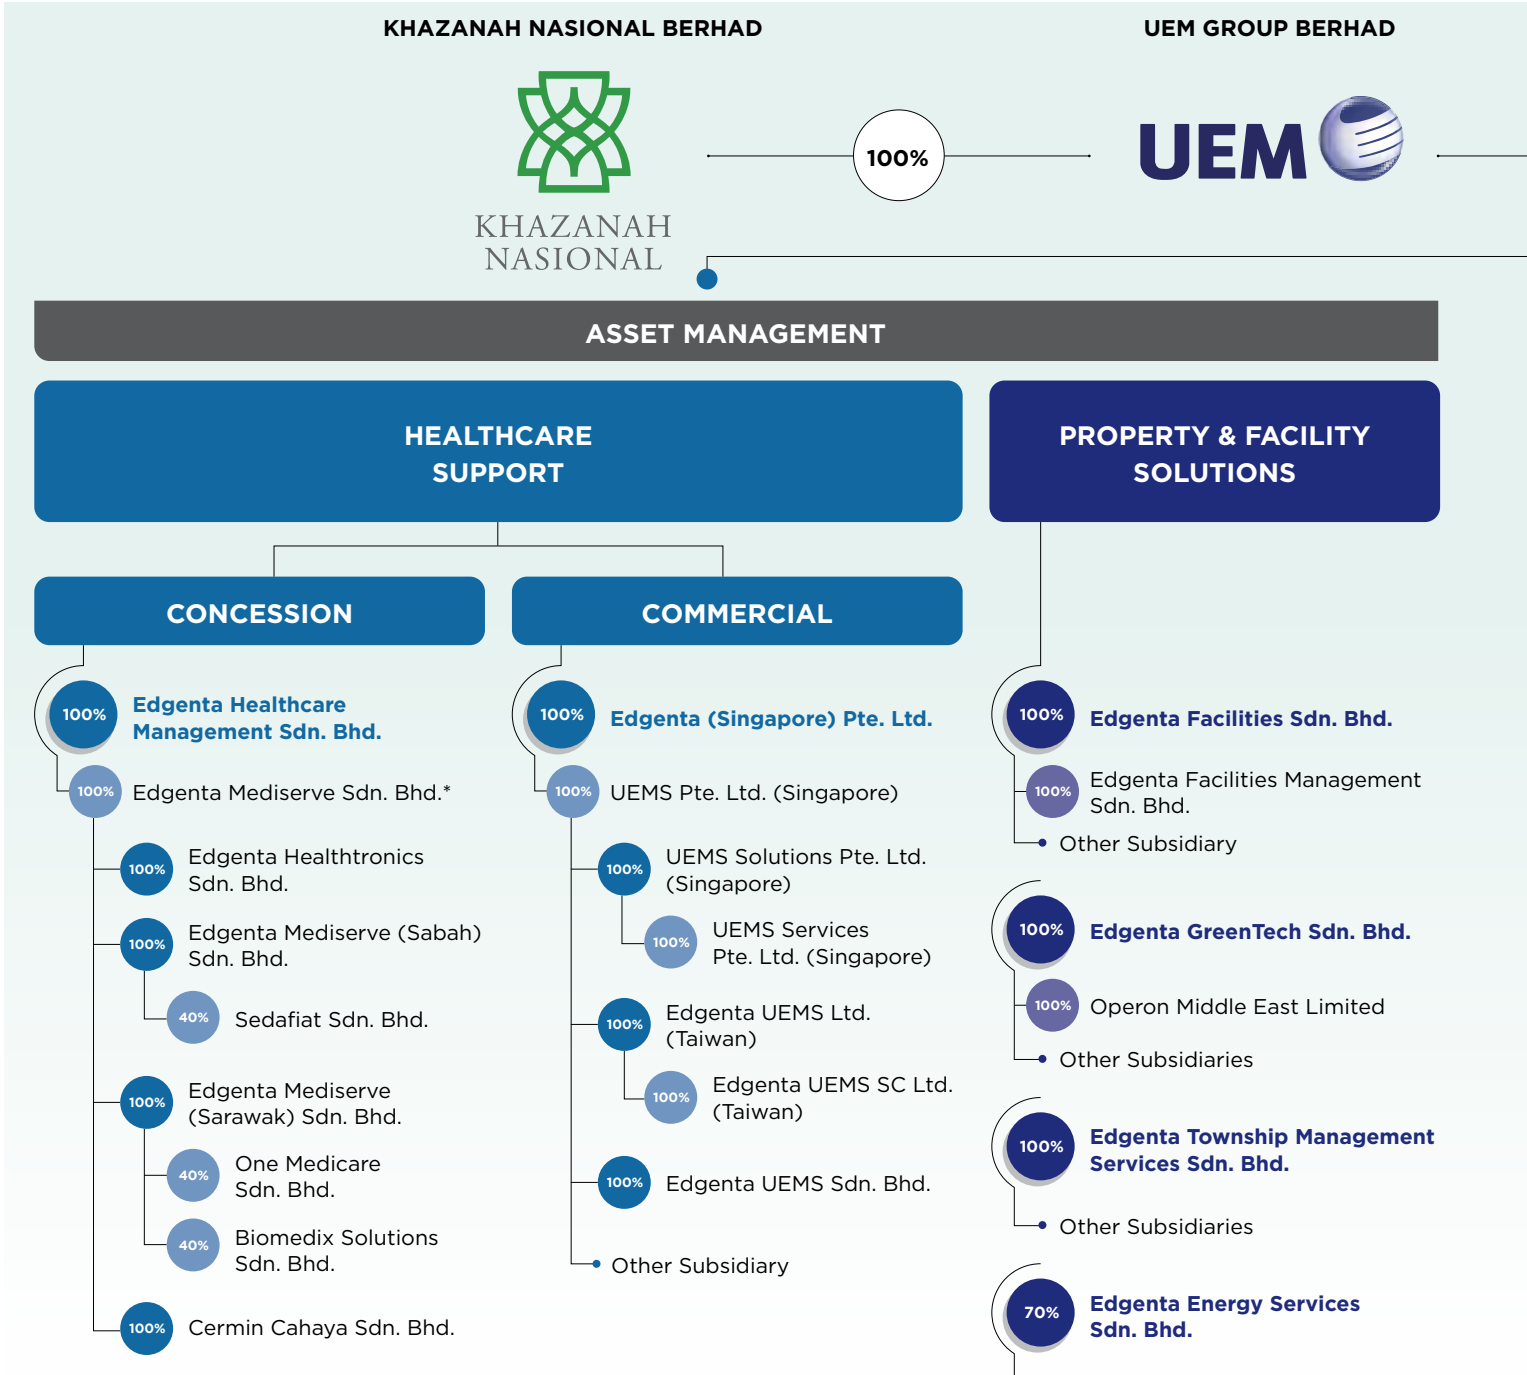 KHAZANAH NASIONAL BERHAD
UEM GROUP BERHAD
KHAZANAH
NASIONAL
100%
UEM
ASSET MANAGEMENT
HEALTHCARE
SUPPORT
CONCESSION
100%
Edgenta Healthcare
Management Sdn. Bhd.
100%
Edgenta Mediserve Sdn. Bhd.*
100%
Edgenta Healthtronics
Sdn. Bhd.
100%
Edgenta Mediserve (Sabah)
Sdn. Bhd.
40%
Sedafiat Sdn. Bhd.
100%
Edgenta Mediserve
(Sarawak) Sdn. Bhd.
40%
One Medicare
Sdn. Bhd.
40%
Biomedix Solutions
Sdn. Bhd.
100%
Cermin Cahaya Sdn. Bhd.
COMMERCIAL
100%
Edgenta (Singapore) Pte. Ltd.
100%
UEMS Pte. Ltd. (Singapore)
100%
UEMS Solutions Pte. Ltd.
(Singapore)
100%
UEMS Services
Pte. Ltd. (Singapore)
100%
Edgenta UEMS Ltd.
(Taiwan)
100%
Edgenta UEMS SC Ltd.
(Taiwan)
100%
Edgenta UEMS Sdn. Bhd.
Other Subsidiary
PROPERTY & FACILITY
SOLUTIONS
100%
Edgenta Facilities Sdn. Bhd.
100%
Edgenta Facilities Management
Sdn. Bhd.
Other Subsidiary
100%
Edgenta GreenTech Sdn. Bhd.
100%
Operon Middle East Limited
Other Subsidiaries
100%
Edgenta Township Management
Services Sdn. Bhd.
Other Subsidiaries
70%
Edgenta Energy Services
Sdn. Bhd.